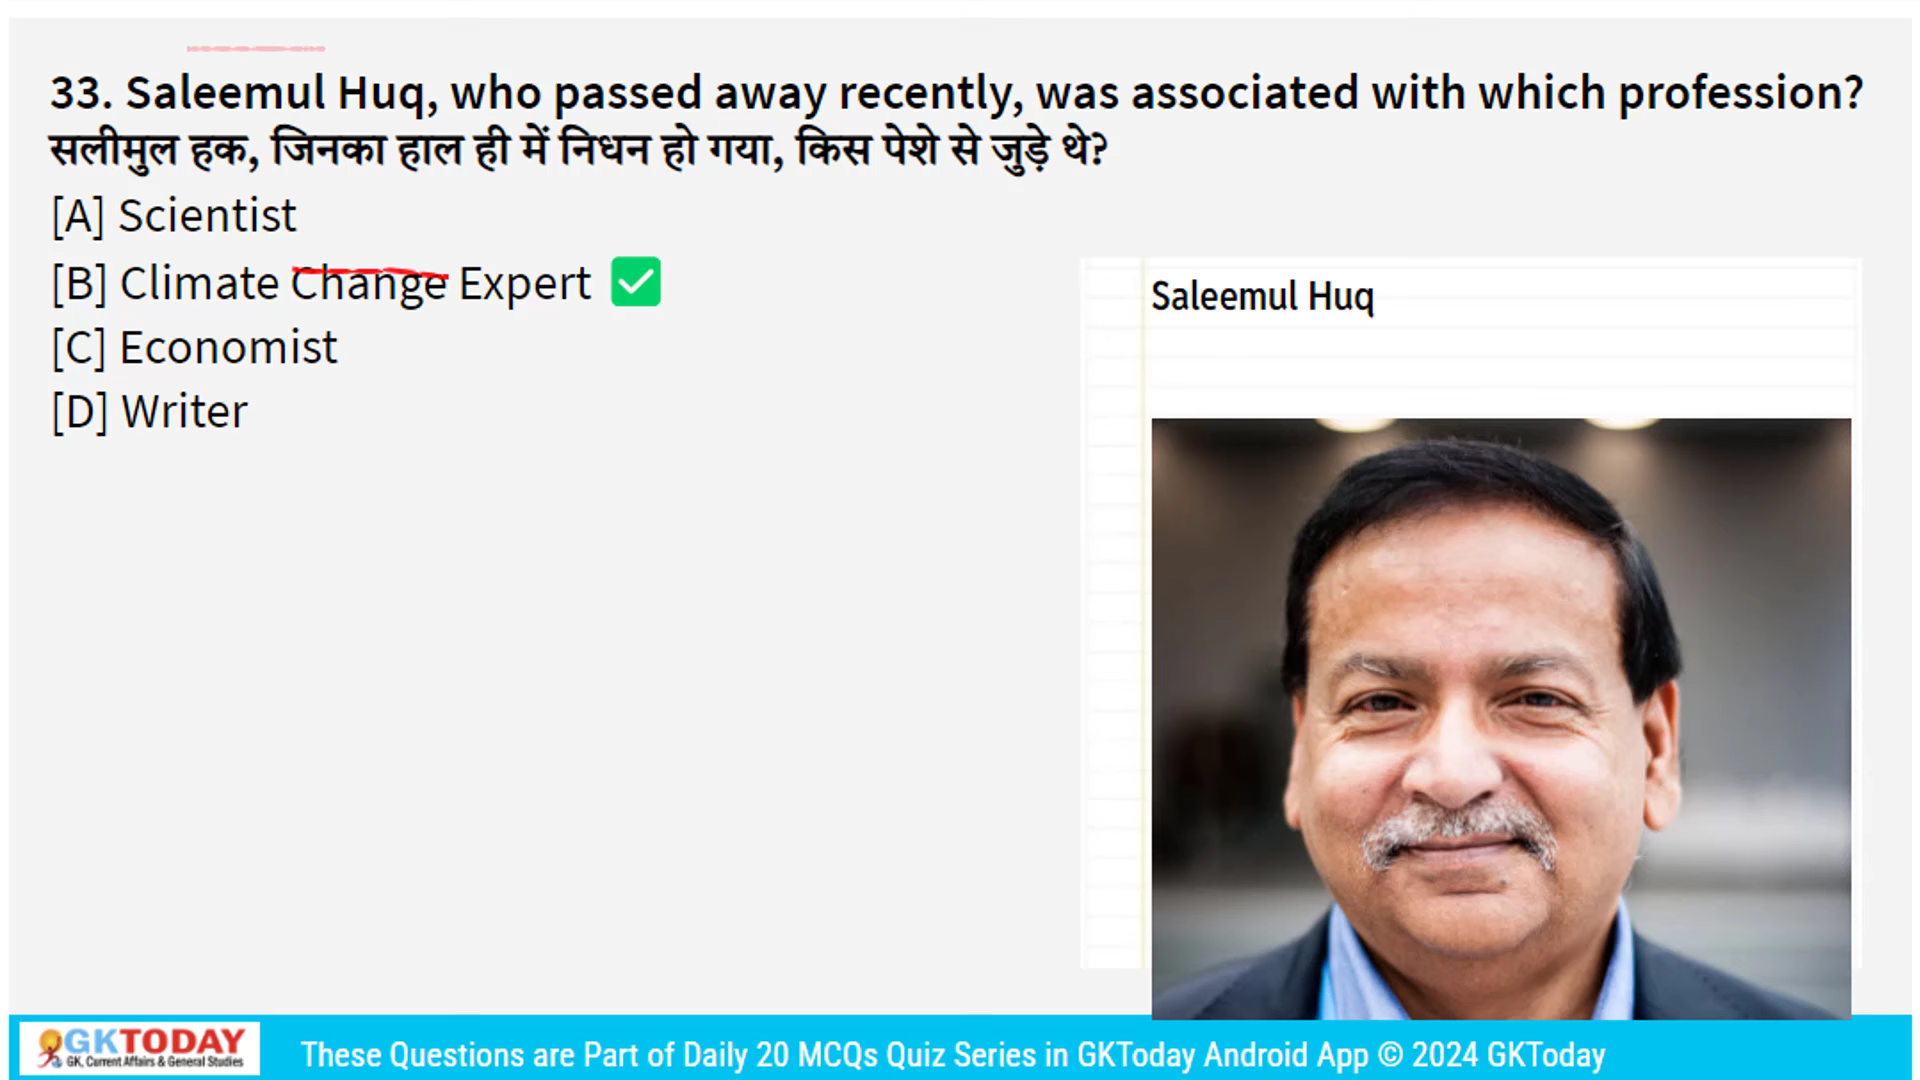 33. Saleemul Huq, who passed away recently, was associated with which profession?
सलीमुल हक, जिनका हाल ही में निधन हो गया, किस पेशे से जुड़े थे?
[A] Scientist
[B] Climate Change Expert
[C] Economist
[D] Writer
Saleemul Huq
GKTODAY
GK, Current Affairs & General Studies
These Questions are Part of Daily 20 MCQs Quiz Series in GKToday Android App © 2024 GKToday